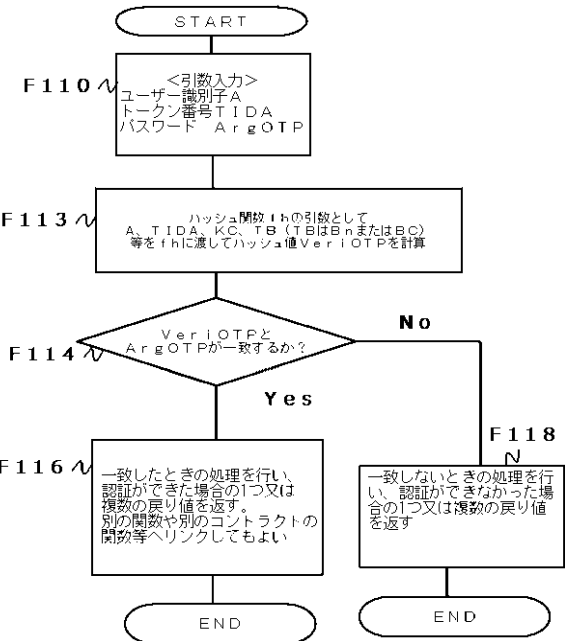 START
F110
<引数入力>
ユーザー識別子A
トークン番号TIDA
パスワード ArgOTP
F113
ハッシュ関数fhの引数として
A、TIDA、KC、TB(TBはBnまたはBC)
等をfhに渡してハッシュ値VeriOTPを計算
F114
VeriOTPと
ArgOTPが一致するか?
No
Yes
F116
一致したときの処理を行い、
認証ができた場合の1つ又は
複数の戻り値を返す。
別の関数や別のコントラクトの
関数等へリンクしてもよい
F118
一致しないときの処理を行
い、認証ができなかった場
合の1つ又は複数の戻り値
を返す
END
END